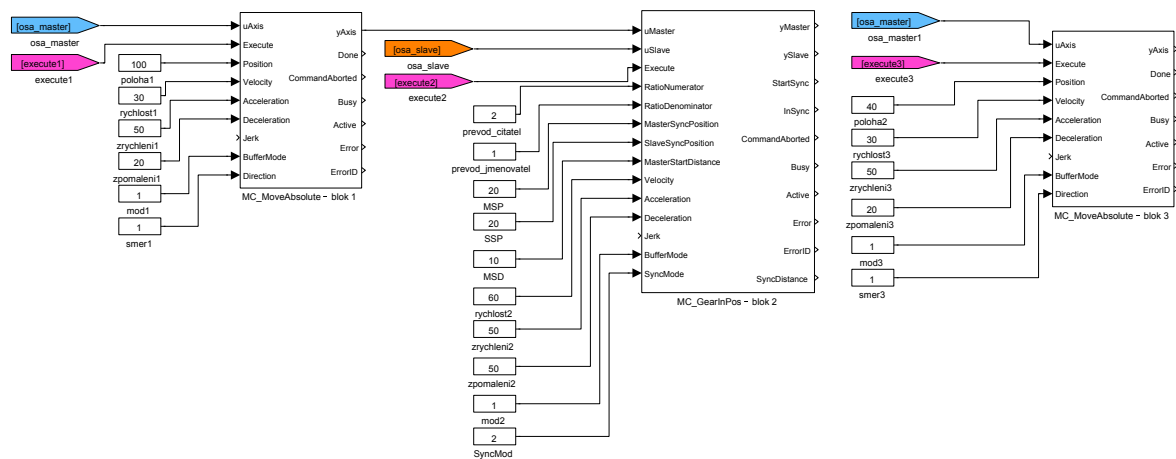 [osa_master]
osa_master
[execute1]
execute1
100
poloha1
30
rychlost1
50
zrychleni1
20
zpomaleni1
1
mod1
1
smer1
uAxis
Execute
Position
Velocity
Acceleration
Deceleration
Jerk
BufferMode
Direction
yAxis
Done
CommandAborted
Busy
Active
Error
ErrorID
MC_MoveAbsolute - blok 1
[osa_slave]
osa_slave
[execute2]
execute2
2
prevod_citatel
1
prevod_jmenovatel
20
MSP
20
SSP
10
MSD
60
rychlost2
50
zrychleni2
50
zpomaleni2
1
mod2
2
SyncMod
uMaster
uSlave
Execute
RatioNumerator
RatioDenominator
MasterSyncPosition
SlaveSyncPosition
MasterStartDistance
Velocity
Acceleration
Deceleration
Jerk
BufferMode
SyncMode
yMaster
ySlave
StartSync
InSync
CommandAborted
Busy
Active
Error
ErrorID
SyncDistance
MC_GearInPos - blok 2
[osa_master]
osa_master1
[execute3]
execute3
40
poloha2
30
rychlost3
50
zrychleni3
20
zpomaleni3
1
mod3
1
smer3
uAxis
Execute
Position
Velocity
Acceleration
Deceleration
Jerk
BufferMode
Direction
yAxis
Done
CommandAborted
Busy
Active
Error
ErrorID
MC_MoveAbsolute - blok 3